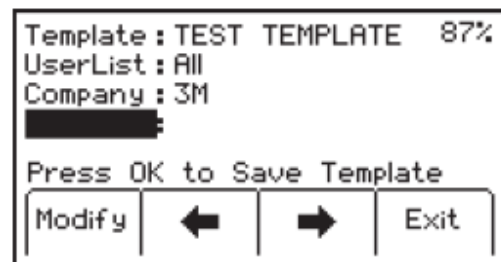 Template : TEST TEMPLATE 87%
UserList : All
Company : 3M
:
Press OK to Save Template
Modify Exit